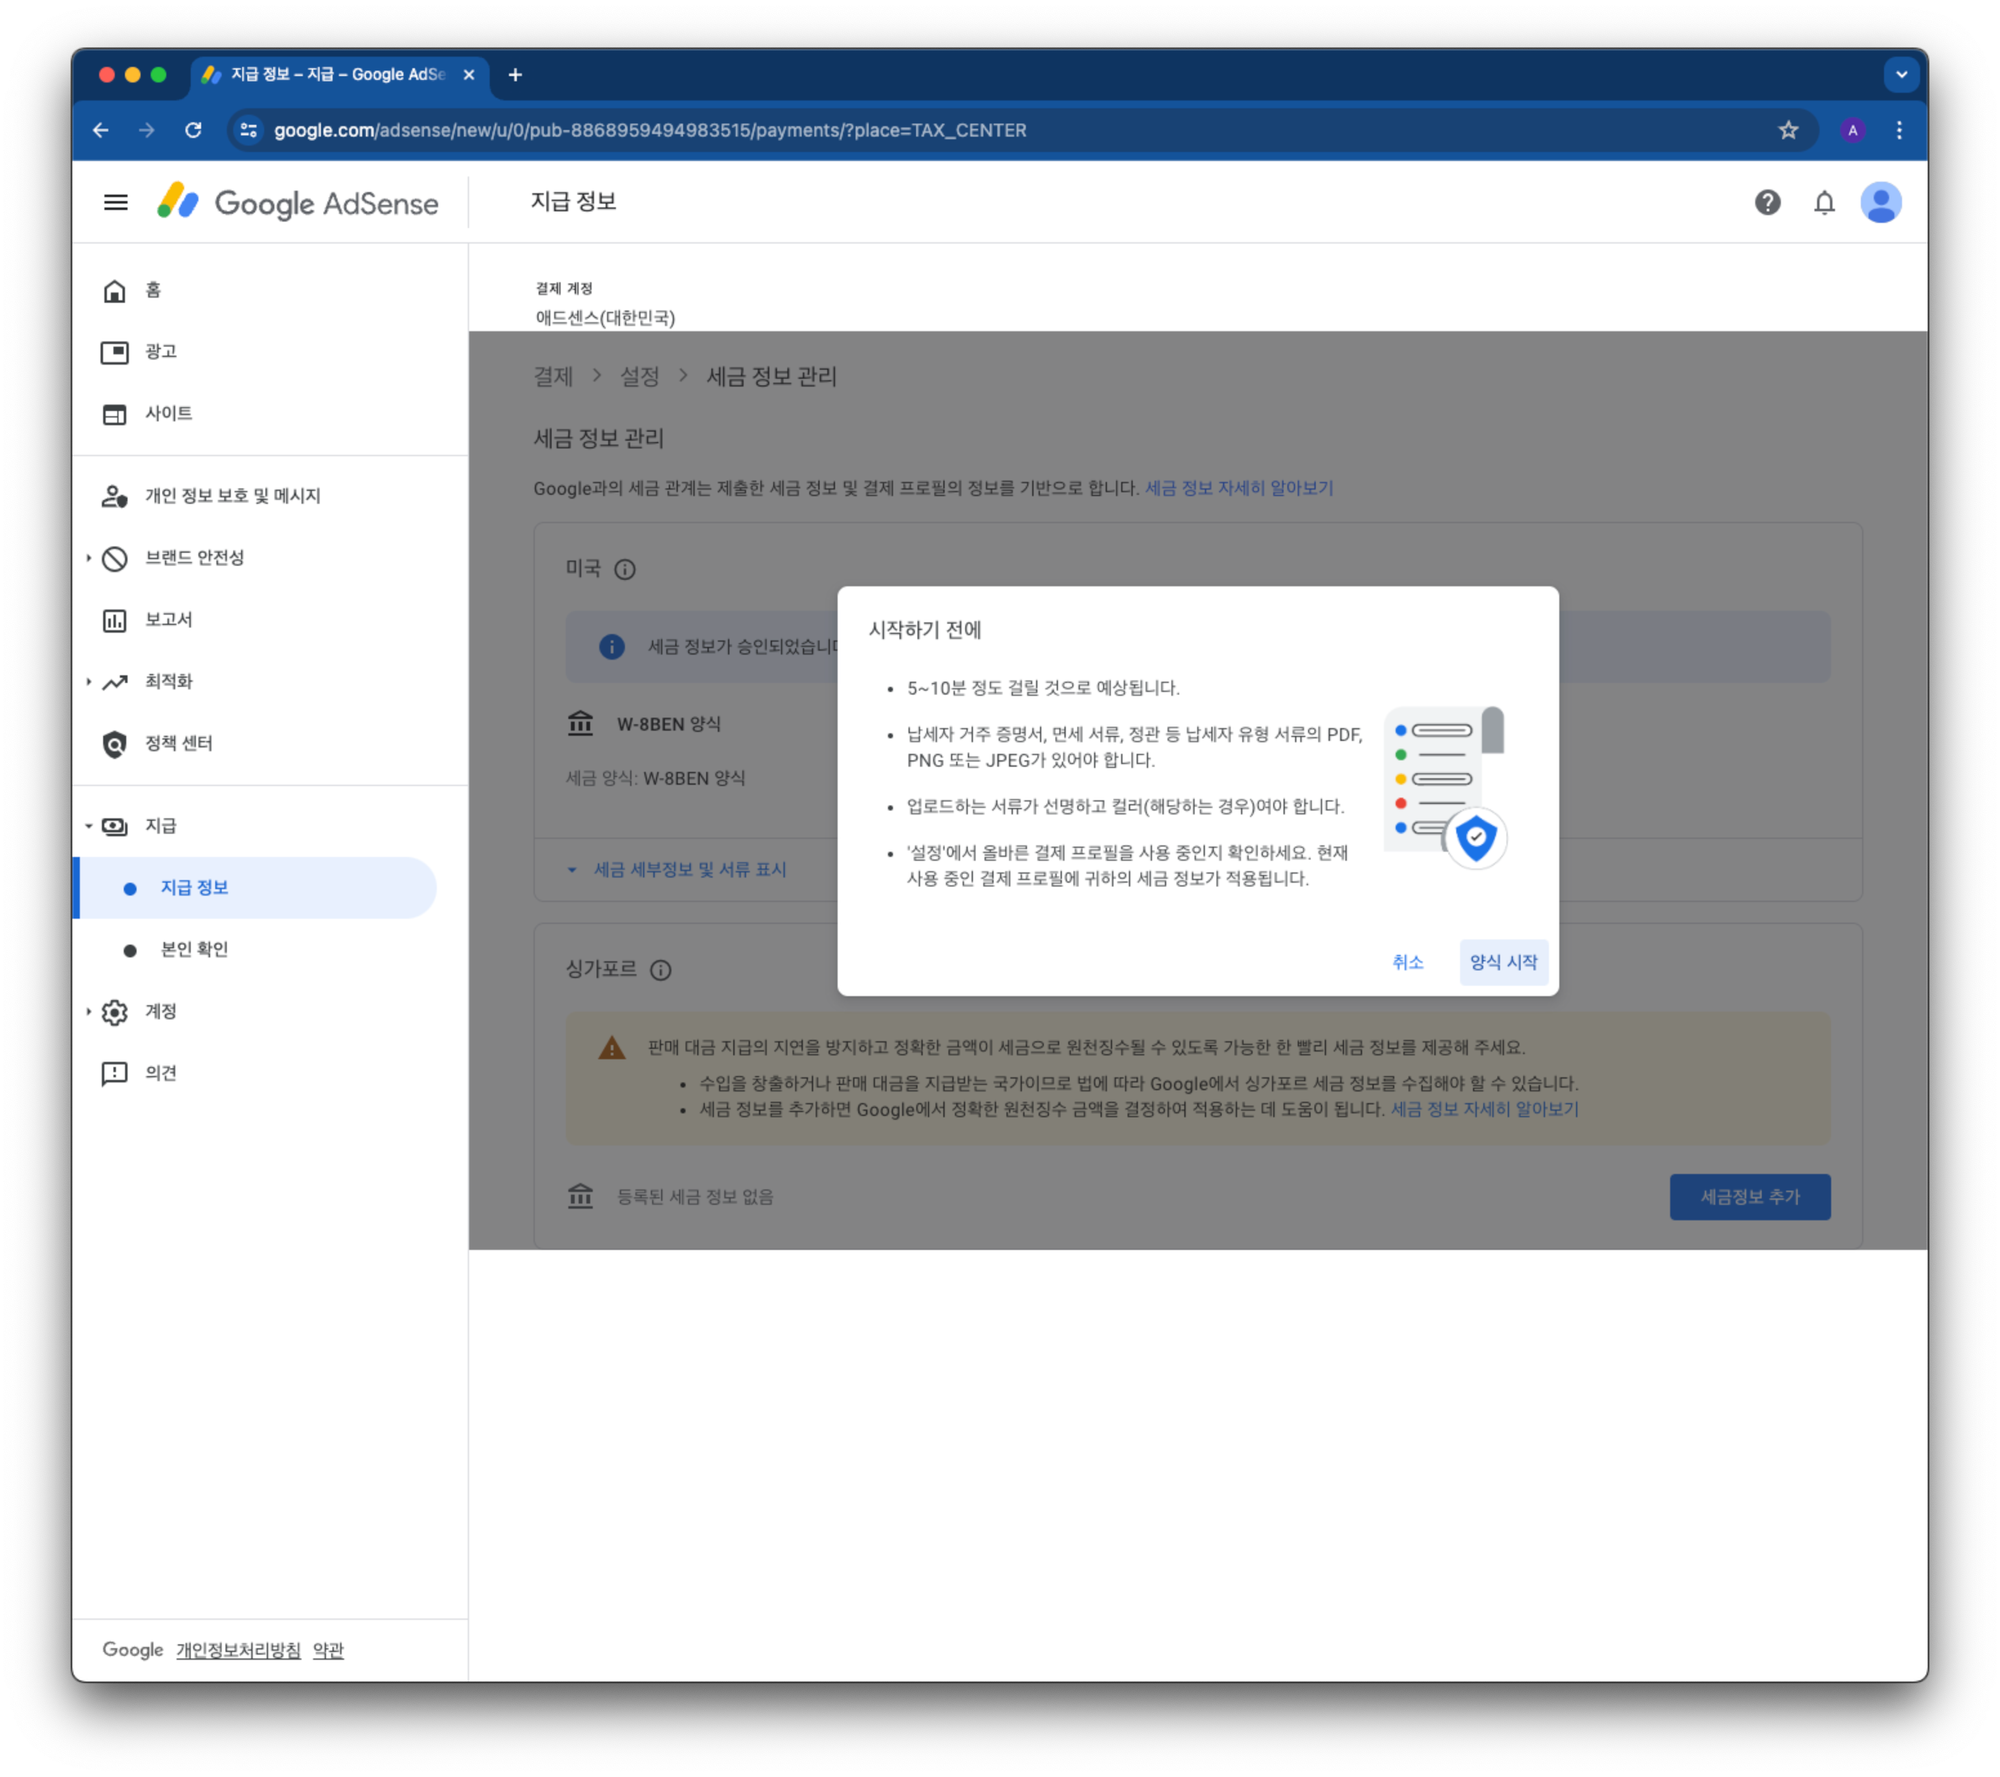 지급 정보 – 지급 – Google AdSe
google.com/adsense/new/u/0/pub-8868959494983515/payments/?place=TAX_CENTER
A
Google AdSense
지급 정보
홈
광고
사이트
개인 정보 보호 및 메시지
브랜드 안전성
보고서
최적화
정책 센터
지급
지급 정보
본인 확인
계정
의견
Google 개인정보처리방침 약관
결제 계정
애드센스(대한민국)
결제 > 설정 > 세금 정보 관리
세금 정보 관리
Google과의 세금 관계는 제출한 세금 정보 및 결제 프로필의 정보를 기반으로 합니다. 세금 정보 자세히 알아보기
미국
세금 정보가 승인되었습니다
W-8BEN 양식
세금 양식: W-8BEN 양식
세금 세부정보 및 서류 표시
시작하기 전에
• 5~10분 정도 걸릴 것으로 예상됩니다.
• 납세자 거주 증명서, 면세 서류, 정관 등 납세자 유형 서류의 PDF,
PNG 또는 JPEG가 있어야 합니다.
• 업로드하는 서류가 선명하고 컬러(해당하는 경우)여야 합니다.
• '설정'에서 올바른 결제 프로필을 사용 중인지 확인하세요. 현재
사용 중인 결제 프로필에 귀하의 세금 정보가 적용됩니다.
취소
양식 시작
싱가포르
판매 대금 지급의 지연을 방지하고 정확한 금액이 세금으로 원천징수될 수 있도록 가능한 한 빨리 세금 정보를 제공해 주세요.
• 수입을 창출하거나 판매 대금을 지급받는 국가이므로 법에 따라 Google에서 싱가포르 세금 정보를 수집해야 할 수 있습니다.
• 세금 정보를 추가하면 Google에서 정확한 원천징수 금액을 결정하여 적용하는 데 도움이 됩니다. 세금 정보 자세히 알아보기
등록된 세금 정보 없음
세금정보 추가